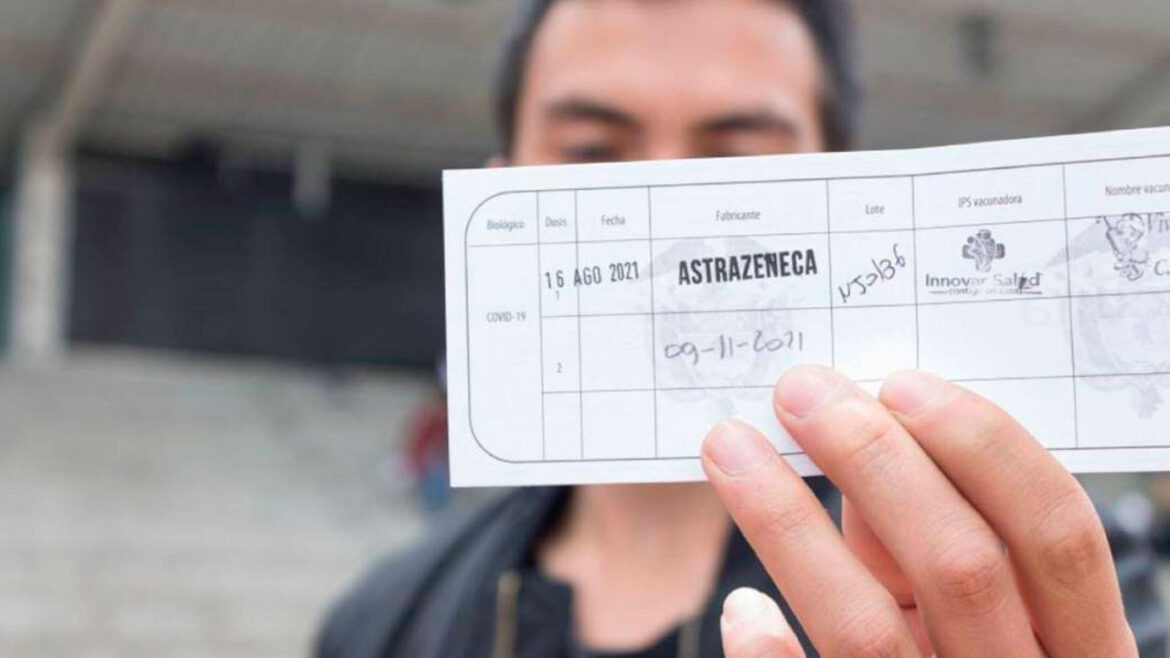 Biológico Dosis Fecha Fabricante Lote IPS vacunadora Nombre vacun
COVID-19
1
16 AGO 2021 ASTRAZENECA
Innovar Salud
2
09-11-2021